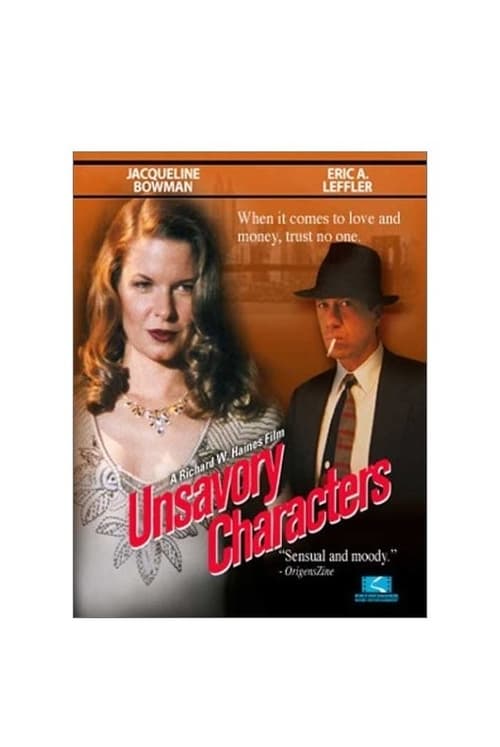 JACQUELINE
BOWMAN
ERIC A.
LEFFLER
When it comes to love and
money, trust no one.
A Richard W. Haines Film
Unsavory
Characters
“Sensual and moody.”
- OrigensZine